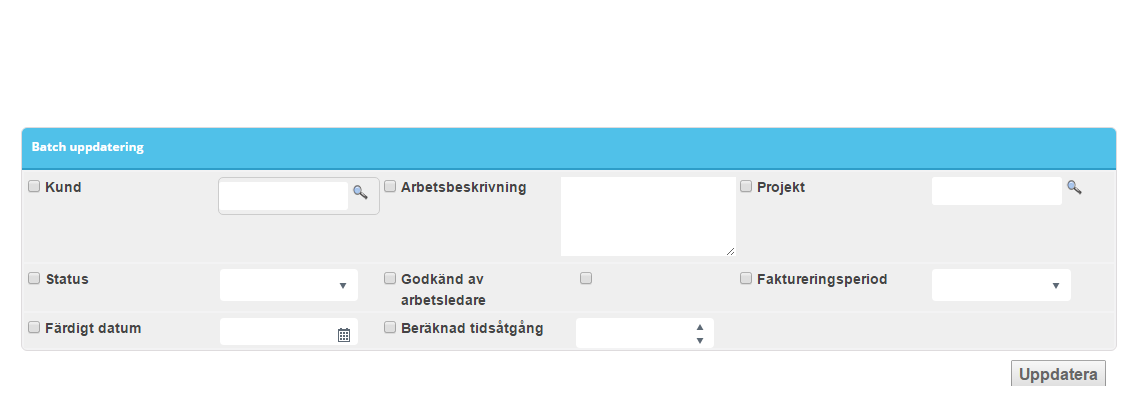 Batch uppdatering
Kund
Arbetsbeskrivning
Projekt
Status
Godkänd av
arbetsledare
Faktureringsperiod
Färdigt datum
Beräknad tidsåtgång
Uppdatera